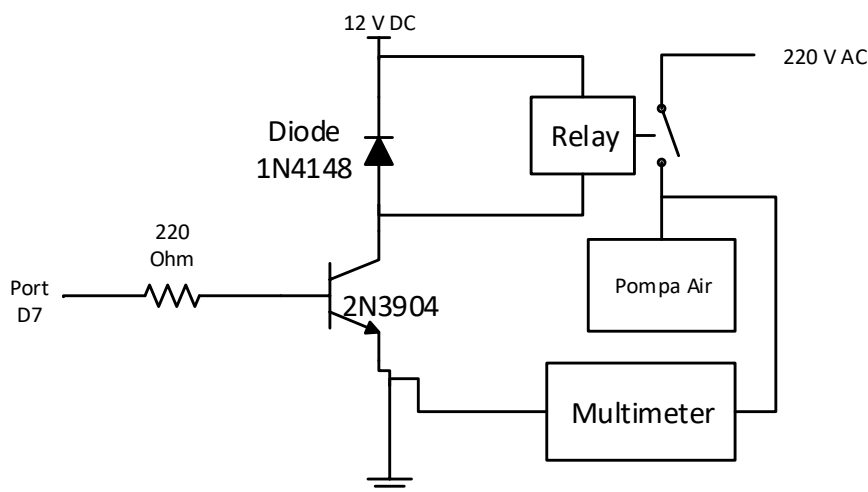 12 V DC
220 V AC
Diode
1N4148
Relay
220
Ohm
Port
D7
2N3904
Pompa Air
Multimeter